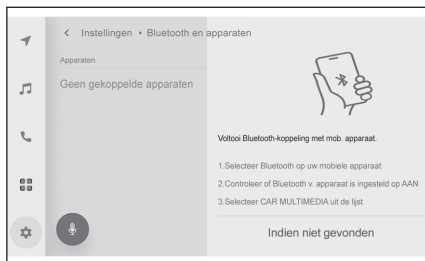 Instellingen • Bluetooth en apparaten
Apparaten
Geen gekoppelde apparaten
Voltooi Bluetooth-koppeling met mob. apparaat.
1.Selecteer Bluetooth op uw mobiele apparaat
2.Controleer of Bluetooth v. apparaat is ingesteld op AAN
3.Selecteer CAR MULTIMEDIA uit de lijst
Indien niet gevonden